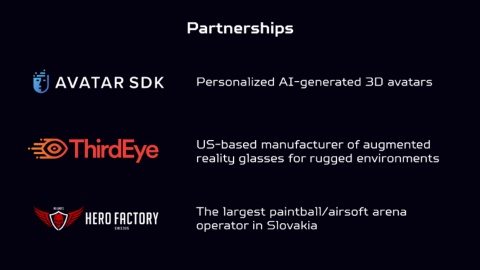 Partnerships
AVATAR SDK
Personalized AI-generated 3D avatars
ThirdEye
US-based manufacturer of augmented
reality glasses for rugged environments
HERO FACTORY
The largest paintball/airsoft arena
operator in Slovakia